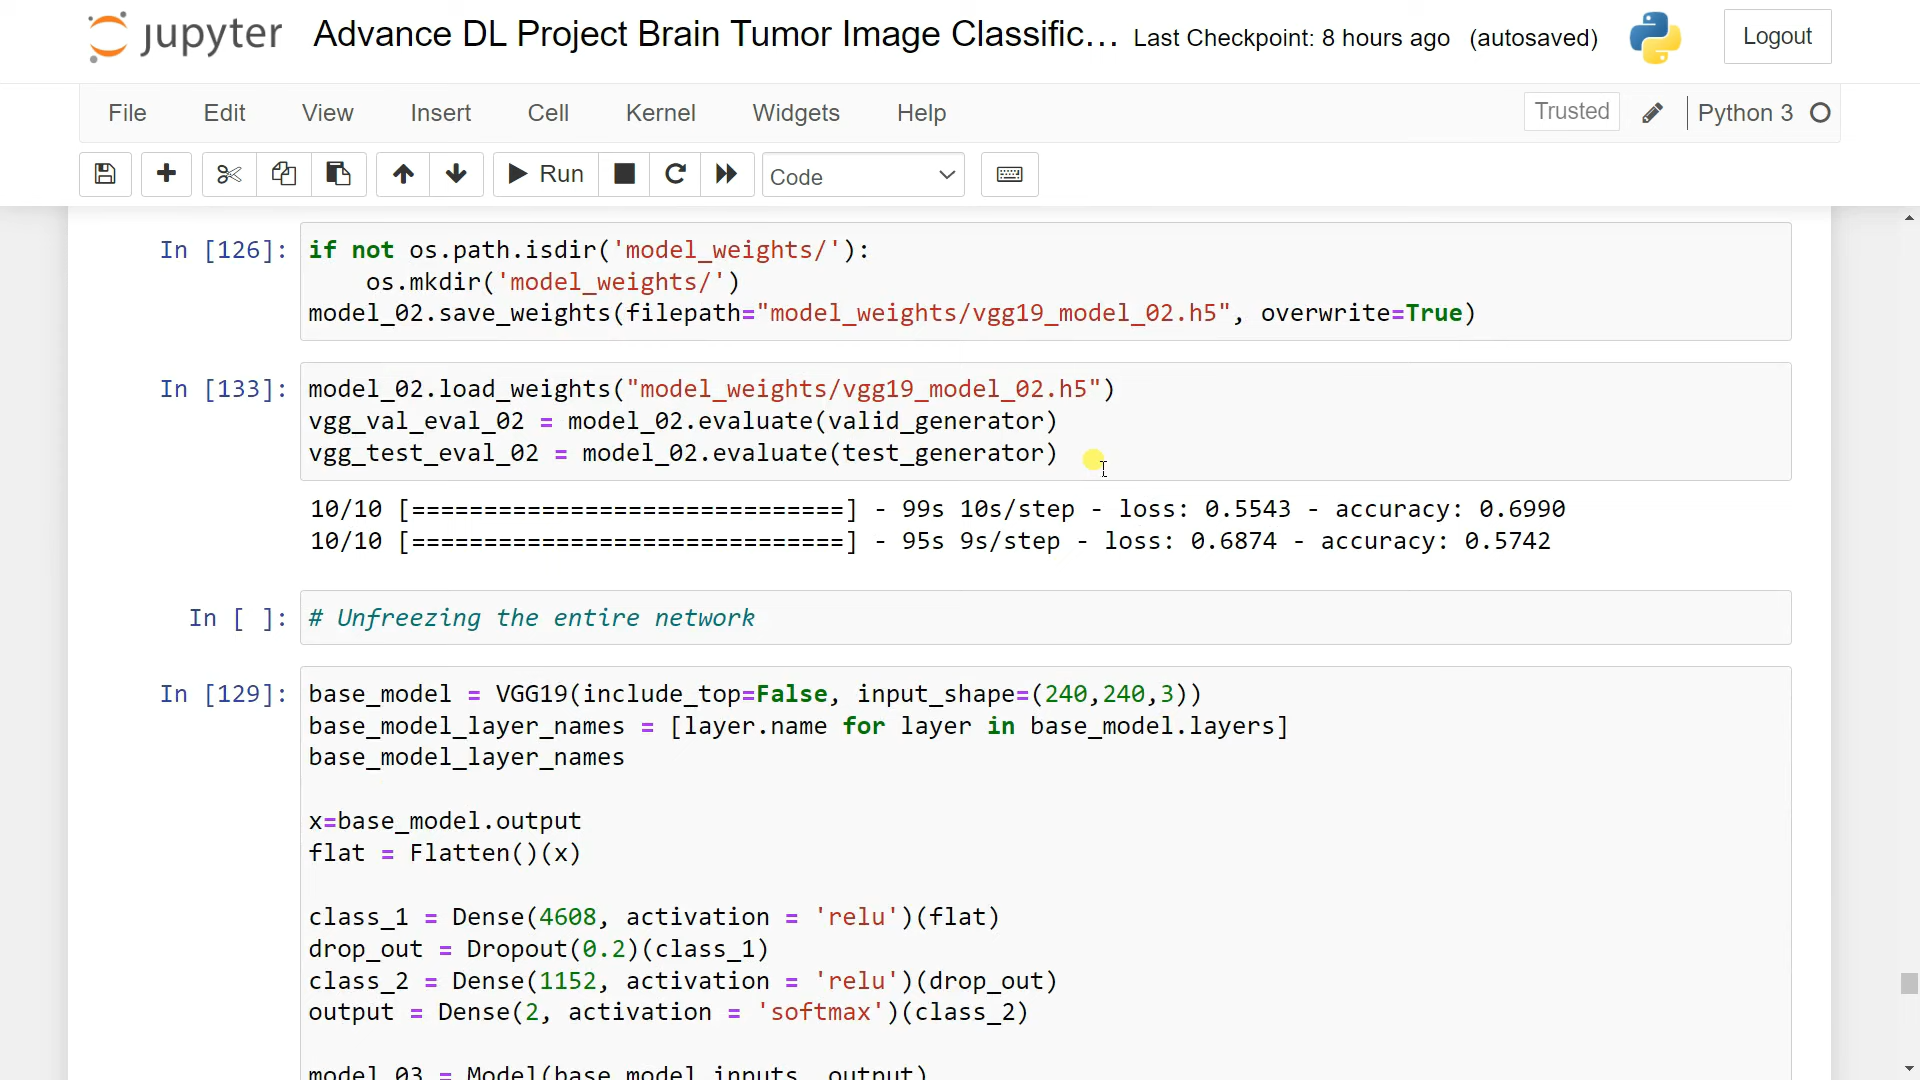 jupyter Advance DL Project Brain Tumor Image Classific... Last Checkpoint: 8 hours ago (autosaved) Logout
File Edit View Insert Cell Kernel Widgets Help Trusted Python 3
Run Code
In [126]: if not os.path.isdir('model_weights/'):
    os.mkdir('model_weights/')
model_02.save_weights(filepath="model_weights/vgg19_model_02.h5", overwrite=True)
In [133]: model_02.load_weights("model_weights/vgg19_model_02.h5")
vgg_val_eval_02 = model_02.evaluate(valid_generator)
vgg_test_eval_02 = model_02.evaluate(test_generator)
10/10 [==============================] - 99s 10s/step - loss: 0.5543 - accuracy: 0.6990
10/10 [==============================] - 95s 9s/step - loss: 0.6874 - accuracy: 0.5742
In [ ]: # Unfreezing the entire network
In [129]: base_model = VGG19(include_top=False, input_shape=(240,240,3))
base_model_layer_names = [layer.name for layer in base_model.layers]
base_model_layer_names
x=base_model.output
flat = Flatten()(x)
class_1 = Dense(4608, activation = 'relu')(flat)
drop_out = Dropout(0.2)(class_1)
class_2 = Dense(1152, activation = 'relu')(drop_out)
output = Dense(2, activation = 'softmax')(class_2)
model_03 = Model(base_model.inputs, output)